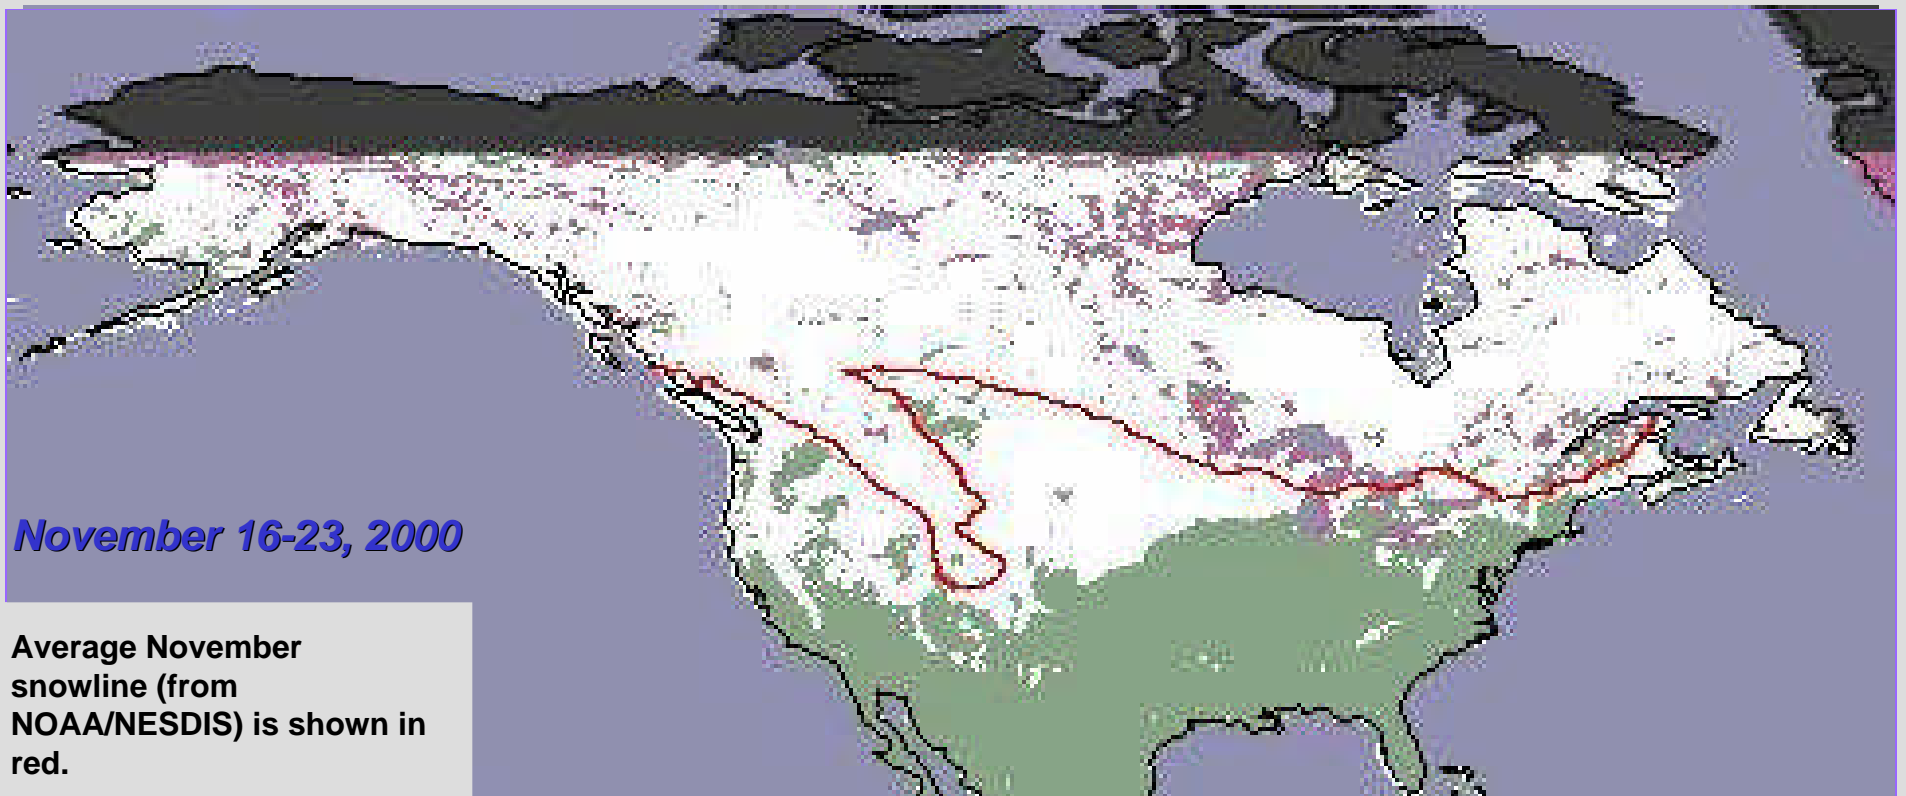 November 16-23, 2000
Average November
snowline (from
NOAA/NESDIS) is shown in
red.